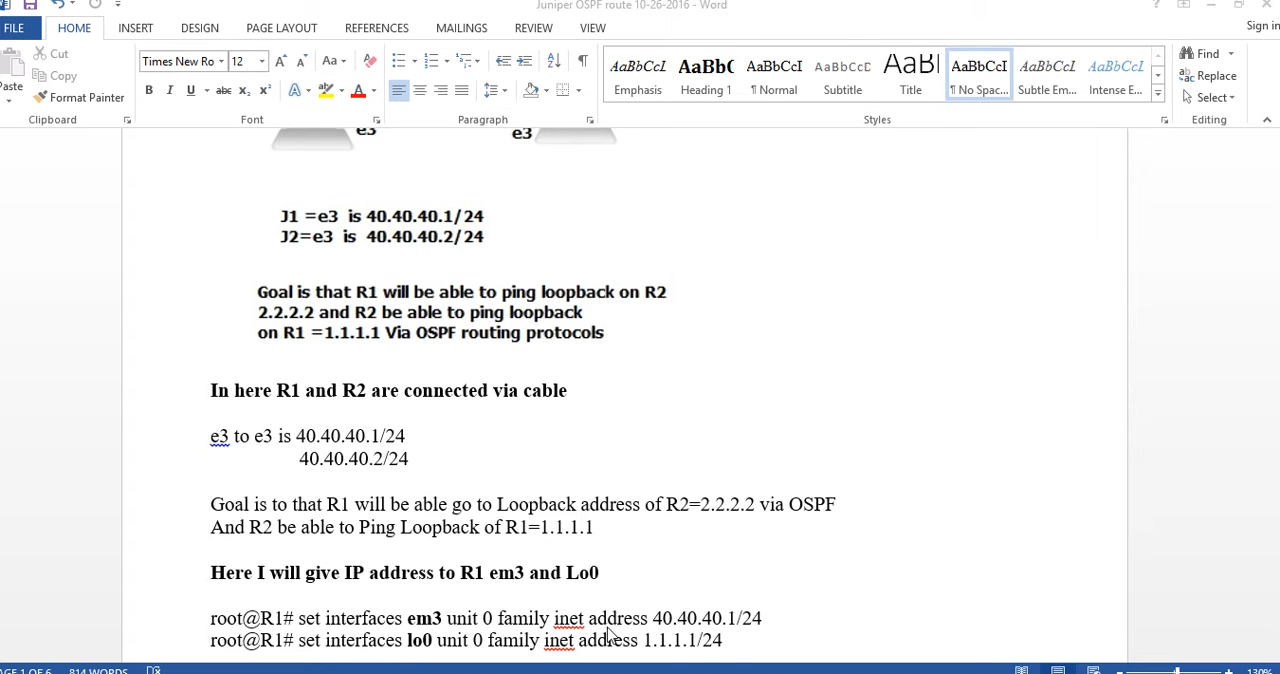 Juniper OSPF route 10-26-2016 - Word
FILE HOME INSERT DESIGN PAGE LAYOUT REFERENCES MAILINGS REVIEW VIEW Sign in
Cut
Copy
Paste
Format Painter
Clipboard
Times New Ro 12
Font
Paragraph
AaBbCcI AaBbC AaBbCcI AaBbCcD AaBI AaBbCcI AaBbCcL AaBbCcL
Emphasis Heading 1 ¶ Normal Subtitle Title ¶ No Spac... Subtle Em... Intense E...
Styles
Find
Replace
Select
Editing
e3 e3
J1 =e3 is 40.40.40.1/24
J2=e3 is 40.40.40.2/24
Goal is that R1 will be able to ping loopback on R2
2.2.2.2 and R2 be able to ping loopback
on R1 =1.1.1.1 Via OSPF routing protocols
In here R1 and R2 are connected via cable
e3 to e3 is 40.40.40.1/24
40.40.40.2/24
Goal is to that R1 will be able go to Loopback address of R2=2.2.2.2 via OSPF
And R2 be able to Ping Loopback of R1=1.1.1.1
Here I will give IP address to R1 em3 and Lo0
root@R1# set interfaces em3 unit 0 family inet address 40.40.40.1/24
root@R1# set interfaces lo0 unit 0 family inet address 1.1.1.1/24
PAGE 1 OF 6 814 WORDS 130%